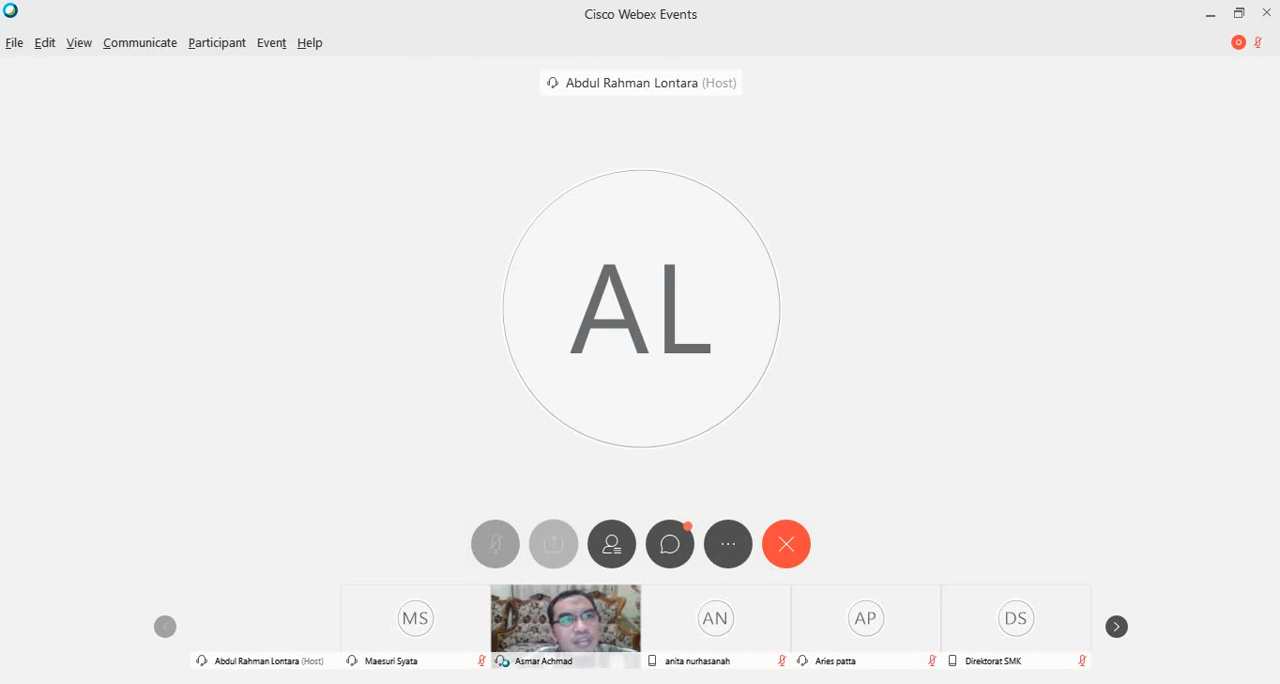 Cisco Webex Events
File Edit View Communicate Participant Event Help
Abdul Rahman Lontara (Host)
AL
MS
AN
AP
DS
Abdul Rahman Lontara (Host)
Maesuri Syata
Asmar Achmad
anita nurhasanah
Aries patta
Direktorat SMK